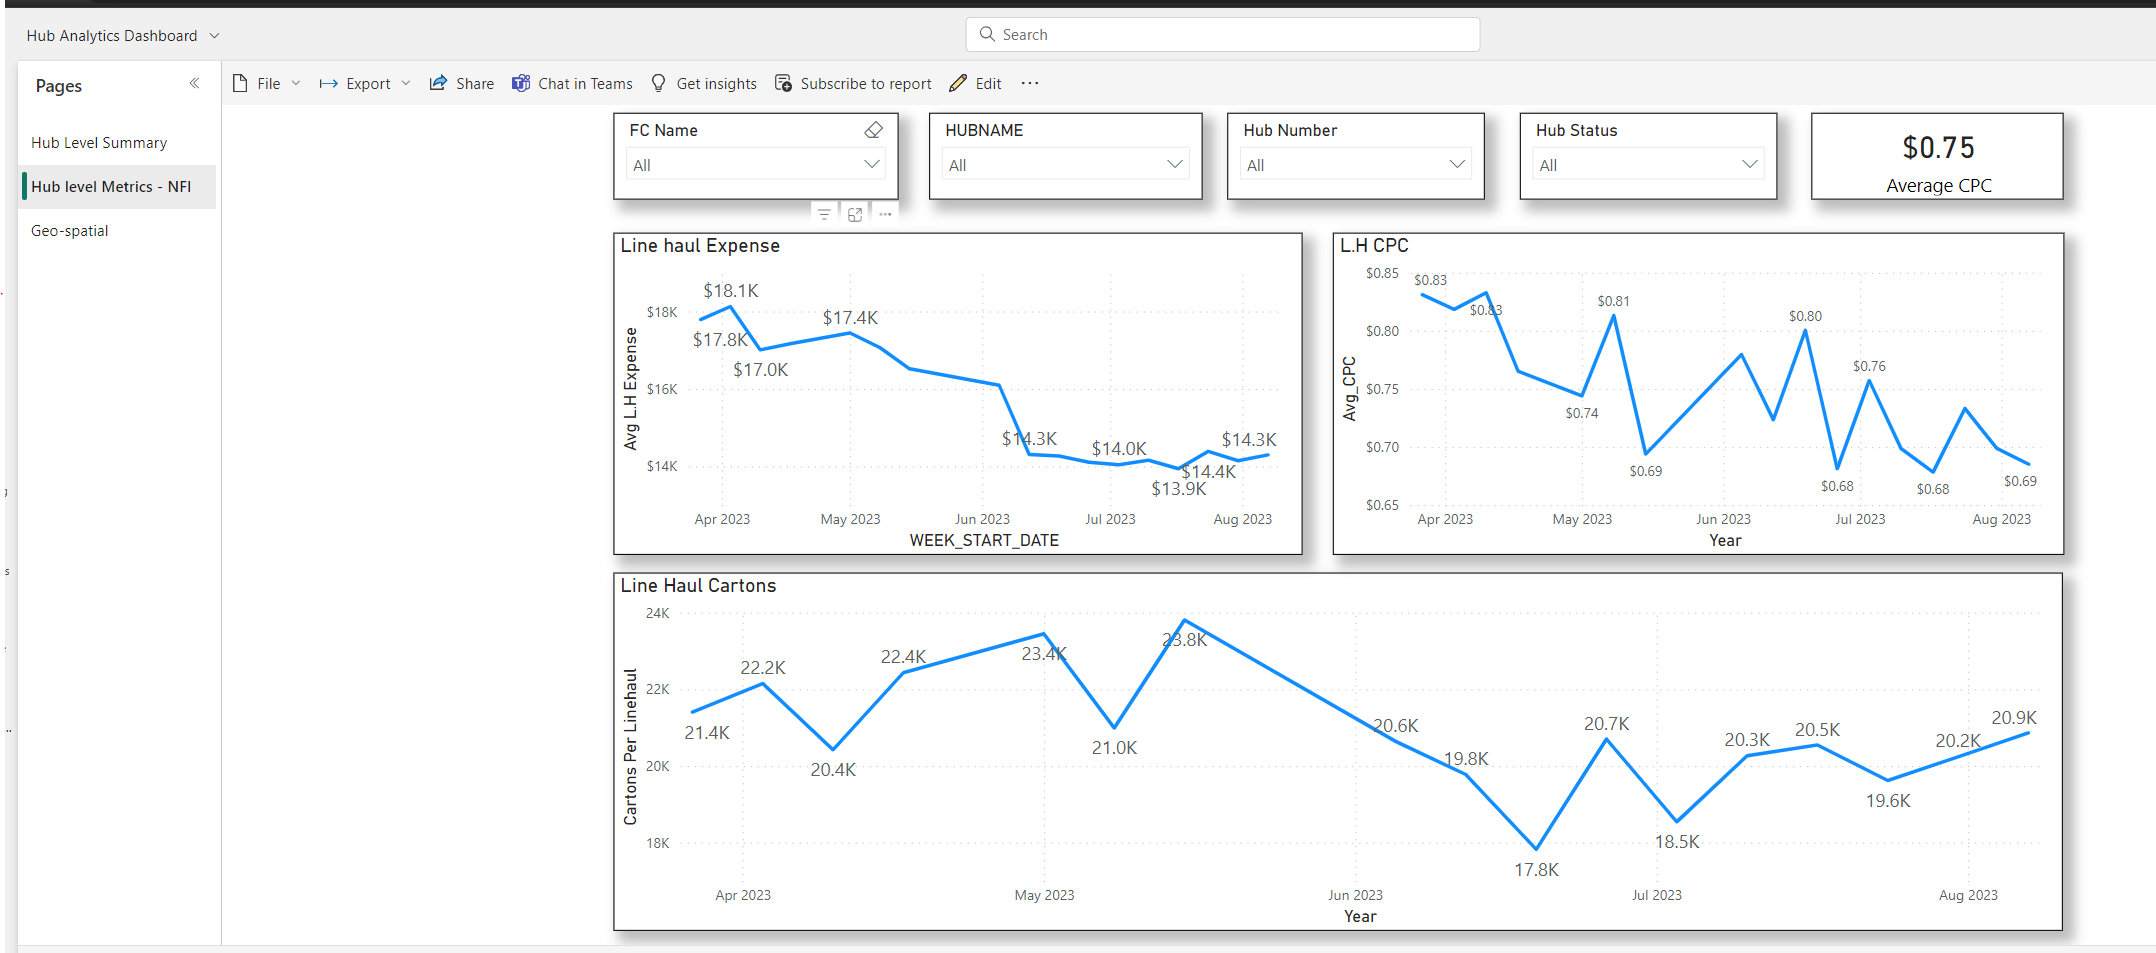 Hub Analytics Dashboard
Search
Pages
File
Export
Share
Chat in Teams
Get insights
Subscribe to report
Edit
Hub Level Summary
Hub level Metrics - NFI
Geo-spatial
FC Name
All
HUBNAME
All
Hub Number
All
Hub Status
All
$0.75
Average CPC
Line haul Expense
Avg L.H Expense
$18K
$16K
$14K
$18.1K
$17.8K
$17.0K
$17.4K
$14.3K
$14.0K
$13.9K
$14.4K
$14.3K
Apr 2023
May 2023
Jun 2023
Jul 2023
Aug 2023
WEEK_START_DATE
L.H CPC
Avg_CPC
$0.85
$0.80
$0.75
$0.70
$0.65
$0.83
$0.83
$0.74
$0.81
$0.69
$0.80
$0.68
$0.76
$0.68
$0.69
Apr 2023
May 2023
Jun 2023
Jul 2023
Aug 2023
Year
Line Haul Cartons
Cartons Per Linehaul
24K
22K
20K
18K
21.4K
22.2K
20.4K
22.4K
23.4K
21.0K
23.8K
20.6K
19.8K
17.8K
20.7K
18.5K
20.3K
20.5K
19.6K
20.2K
20.9K
Apr 2023
May 2023
Jun 2023
Jul 2023
Aug 2023
Year